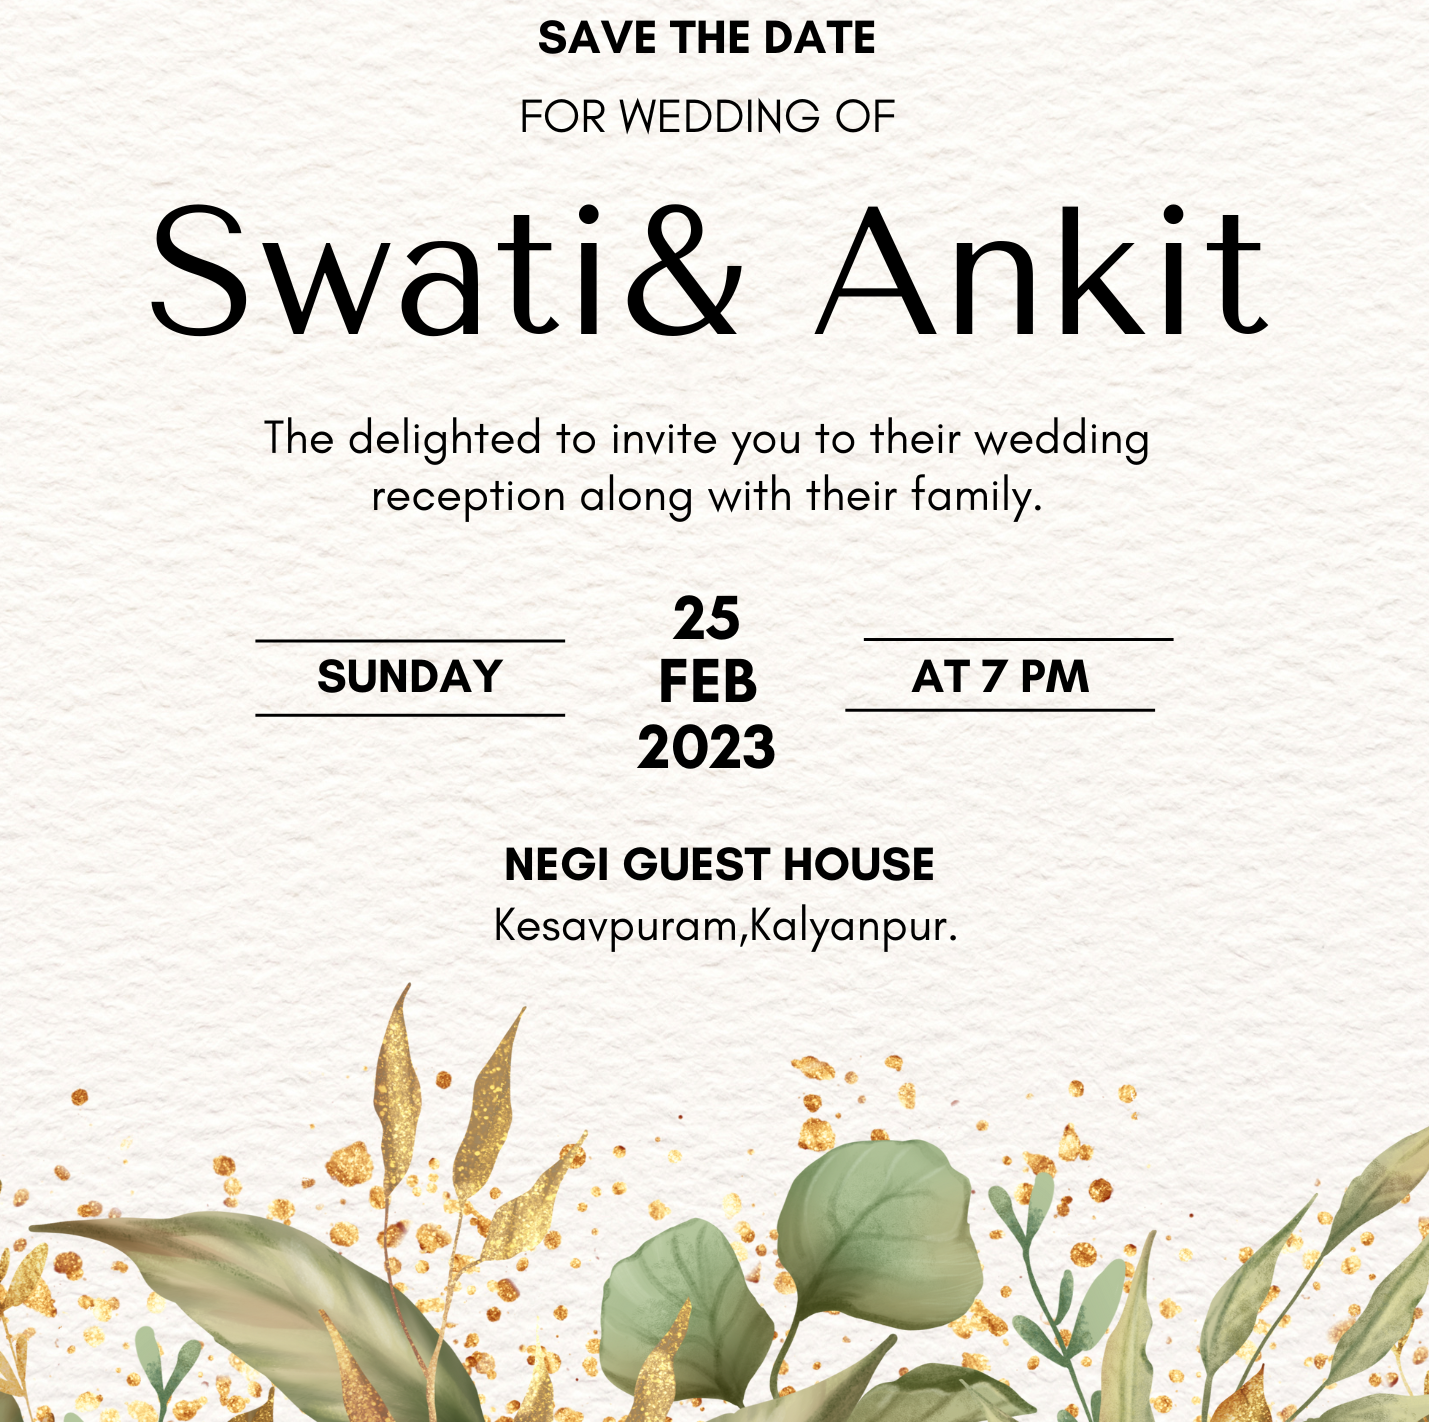 SAVE THE DATE
FOR WEDDING OF
Swati& Ankit
The delighted to invite you to their wedding
reception along with their family.
SUNDAY
25
FEB
2023
AT 7 PM
NEGI GUEST HOUSE
Kesavpuram,Kalyanpur.